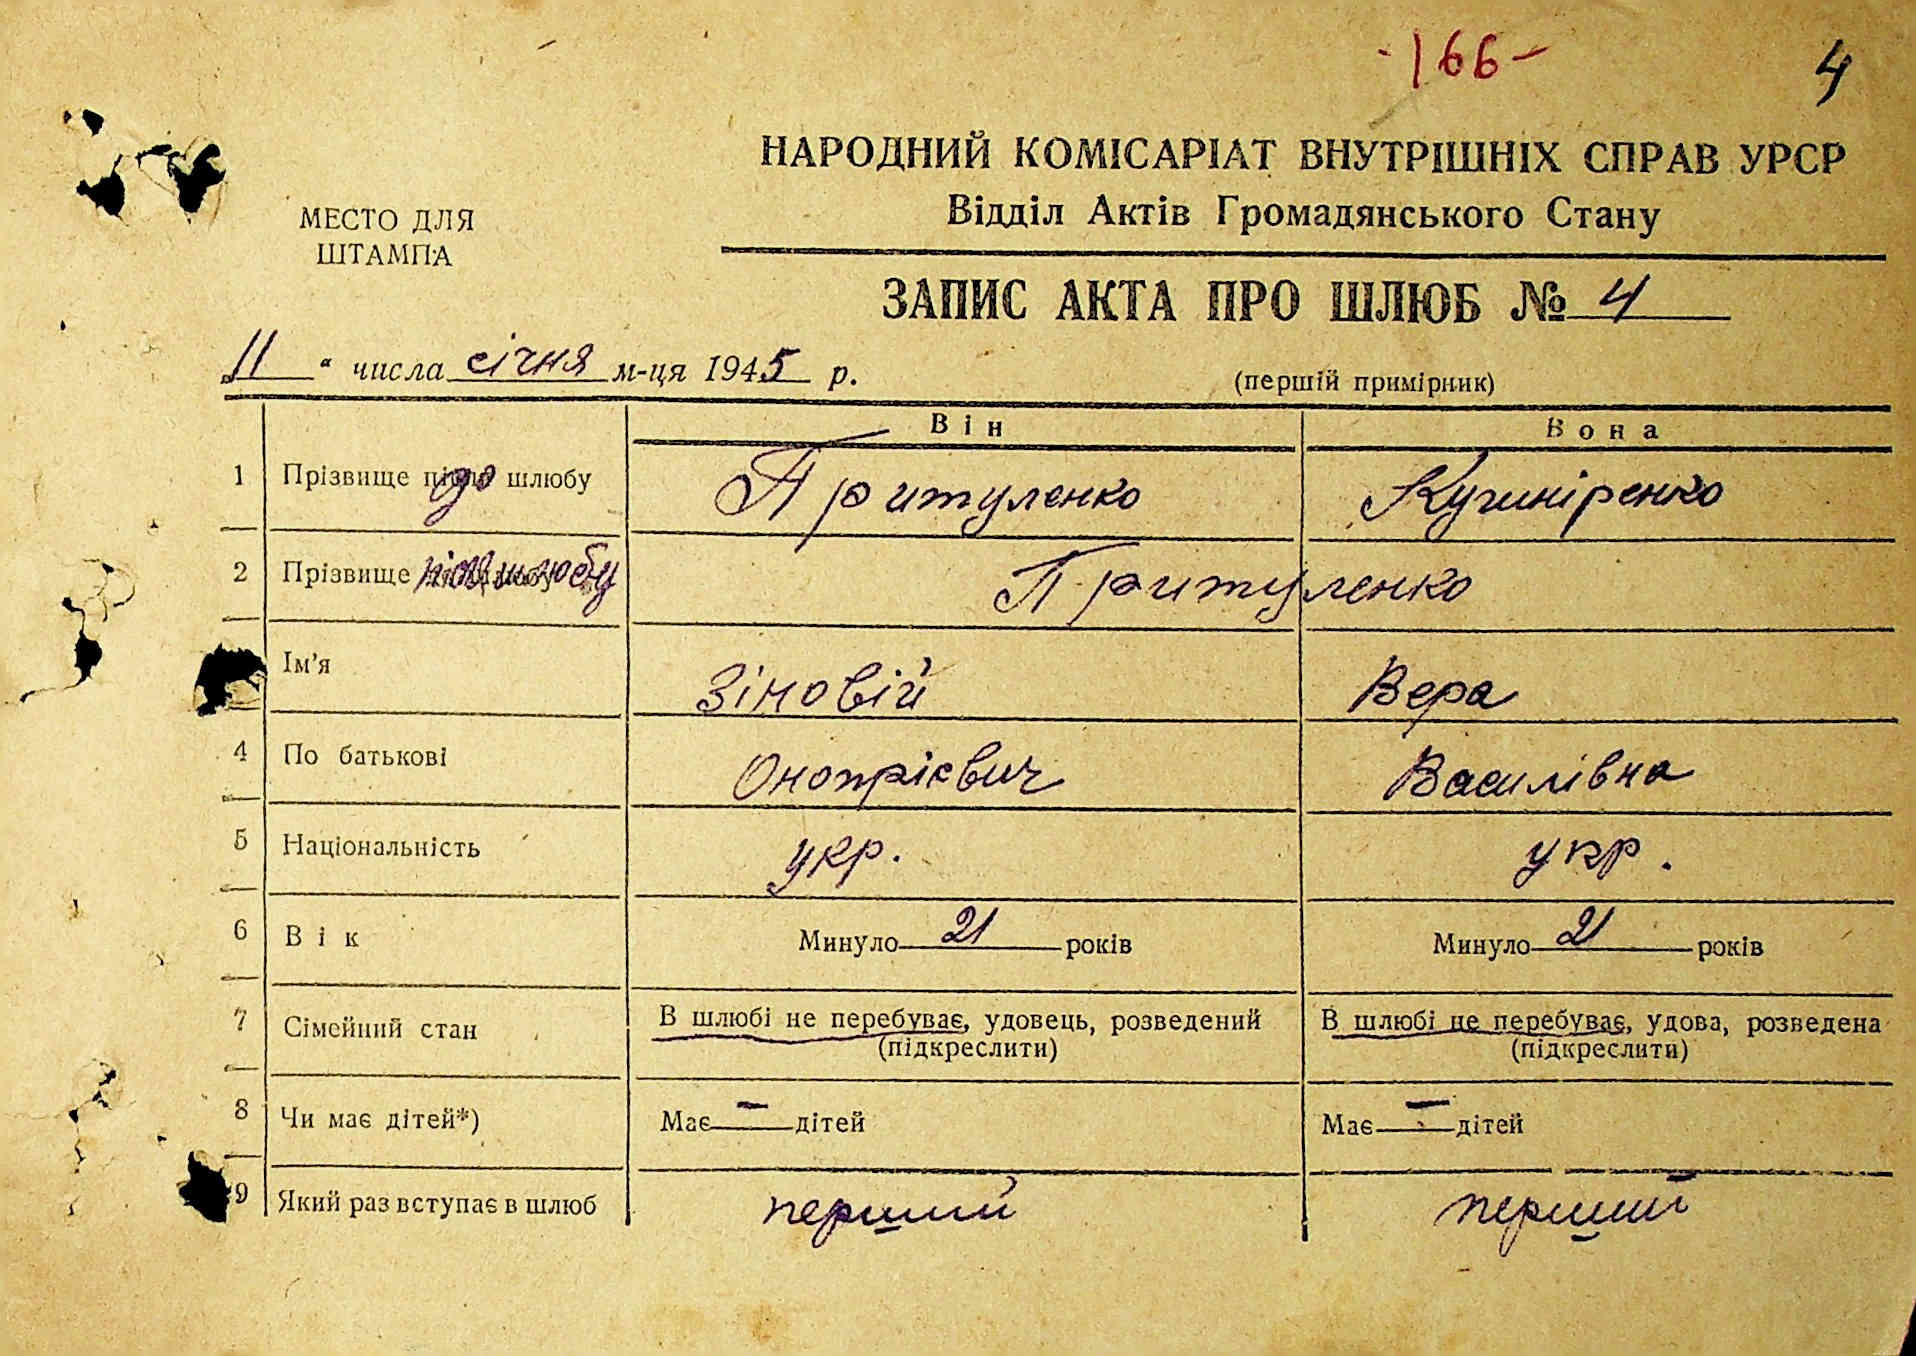 -166-
4
НАРОДНИЙ КОМІСАРІАТ ВНУТРІШНІХ СПРАВ УРСР
Відділ Актів Громадянського Стану
МЕСТО ДЛЯ
ШТАМПА
ЗАПИС АКТА ПРО ШЛЮБ № 4
„11" числа січня м-ця 1945 р.
(першій примірник)
Він Вона
1 Прізвище до шлюбу Притуленко Кучиніренко
2 Прізвище після шлюбу Притуленко
Ім'я Зіновій Вера
4 По батькові Онопрієвич Василівна
5 Національність укр. укр.
6 Вік Минуло 21 років Минуло 21 років
7 Сімейний стан В шлюбі не перебуває, удовець, розведений В шлюбі не перебуває, удова, розведена
(підкреслити) (підкреслити)
8 Чи має дітей*) Має — дітей Має — дітей
9 Який раз вступає в шлюб перший перший